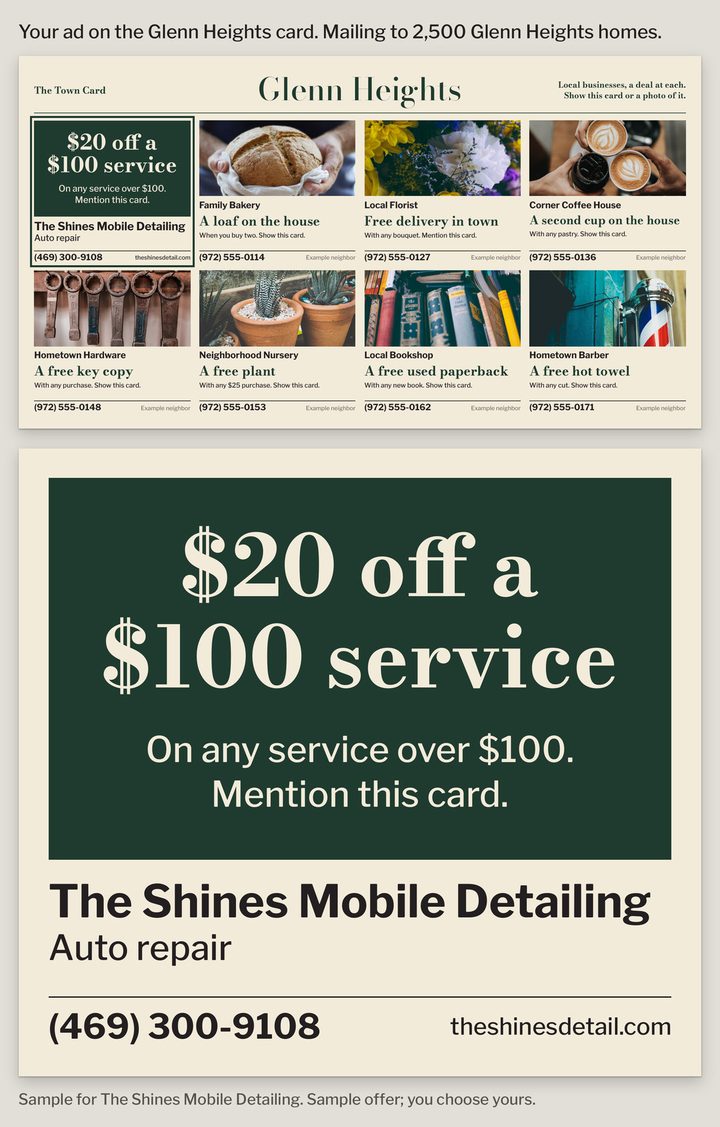 Your ad on the Glenn Heights card. Mailing to 2,500 Glenn Heights homes.
The Town Card
Glenn Heights
Local businesses, a deal at each.
Show this card or a photo of it.
$20 off a
$100 service
On any service over $100.
Mention this card.
The Shines Mobile Detailing
Auto repair
(469) 300-9108
theshinesdetail.com
Family Bakery
A loaf on the house
When you buy two. Show this card.
(972) 555-0114
Example neighbor
Local Florist
Free delivery in town
With any bouquet. Mention this card.
(972) 555-0127
Example neighbor
Corner Coffee House
A second cup on the house
With any pastry. Show this card.
(972) 555-0136
Example neighbor
Hometown Hardware
A free key copy
With any purchase. Show this card.
(972) 555-0148
Example neighbor
Neighborhood Nursery
A free plant
With any $25 purchase. Show this card.
(972) 555-0153
Example neighbor
Local Bookshop
A free used paperback
With any new book. Show this card.
(972) 555-0162
Example neighbor
Hometown Barber
A free hot towel
With any cut. Show this card.
(972) 555-0171
Example neighbor
$20 off a
$100 service
On any service over $100.
Mention this card.
The Shines Mobile Detailing
Auto repair
(469) 300-9108
theshinesdetail.com
Sample for The Shines Mobile Detailing. Sample offer; you choose yours.